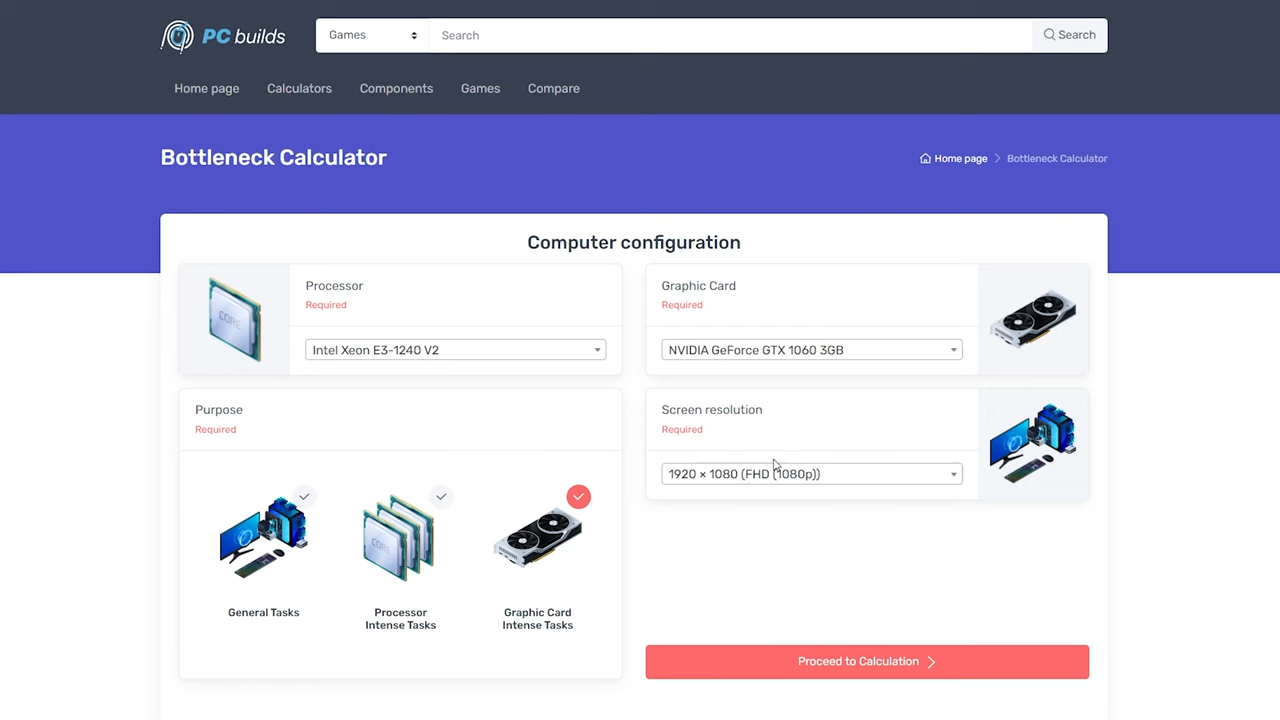 PC builds
Games
Search
Search
Home page
Calculators
Components
Games
Compare
Bottleneck Calculator
Home page
Bottleneck Calculator
Computer configuration
Processor
Required
CORE
Intel Xeon E3-1240 V2
Graphic Card
Required
NVIDIA GeForce GTX 1060 3GB
Purpose
Required
CORE
General Tasks
Processor
Intense Tasks
Graphic Card
Intense Tasks
Screen resolution
Required
1920 × 1080 (FHD (1080p))
Proceed to Calculation